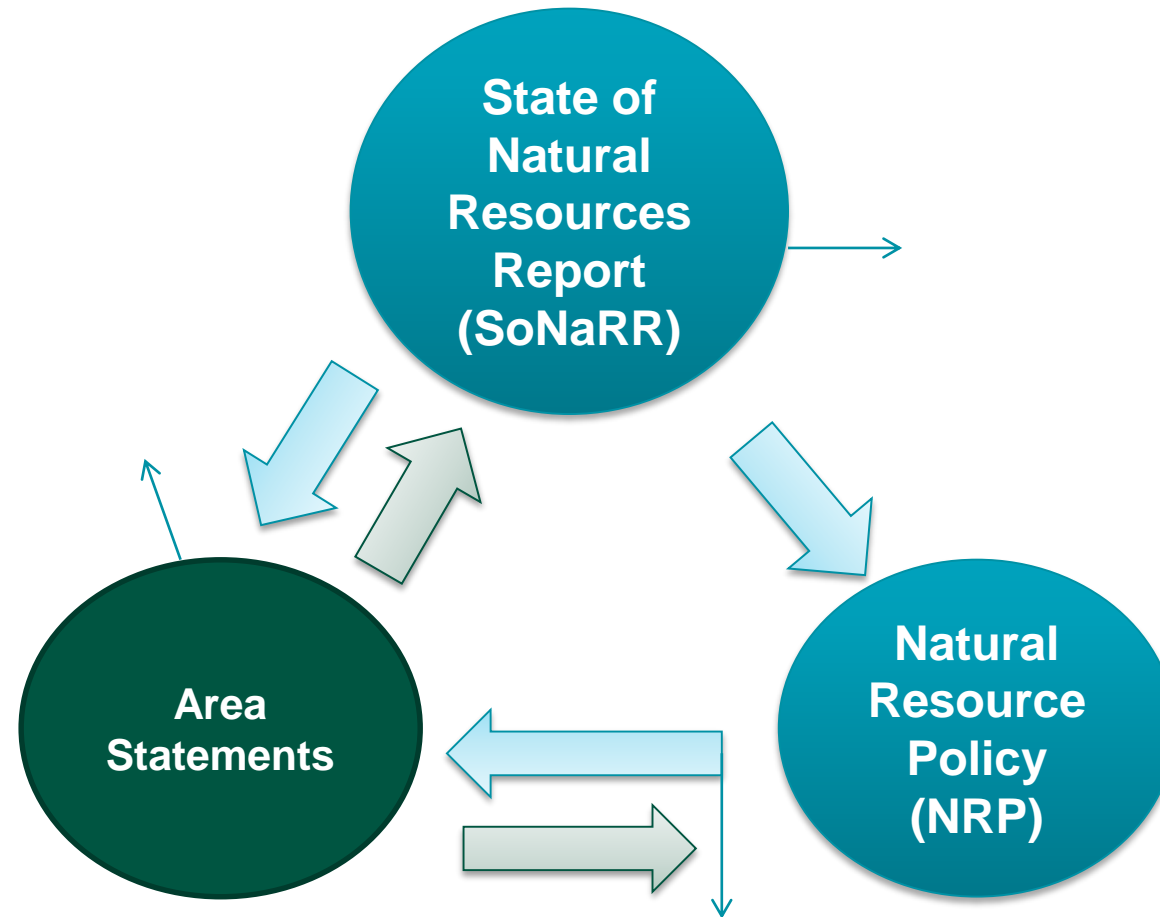 State of
Natural
Resources
Report
(SoNaRR)
Area
Statements
Natural
Resource
Policy
(NRP)